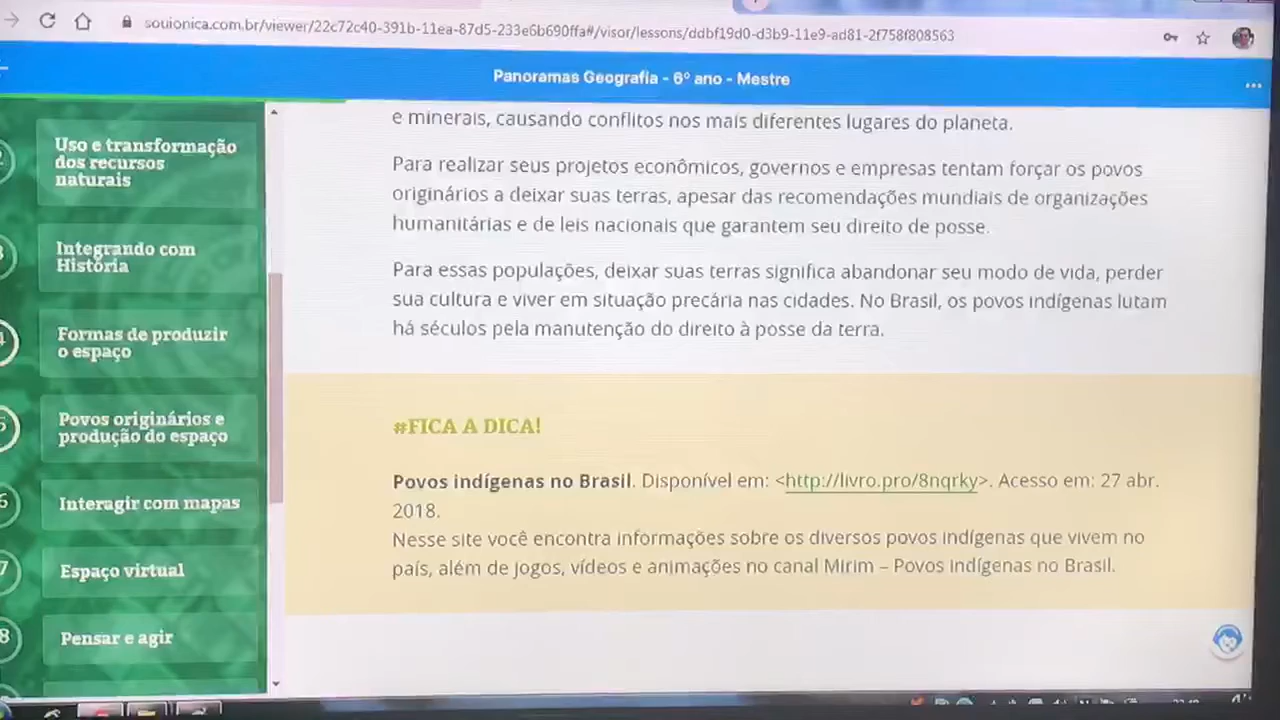 souionica.com.br/viewer/22c72c40-391b-11ea-87d5-233e6b690ffa#/visor/lessons/ddbf19d0-d3b9-11e9-ad81-2f758f808563
Panoramas Geografia - 6º ano - Mestre
Uso e transformação
dos recursos
naturais
Integrando com
História
4
Formas de produzir
o espaço
5
Povos originários e
produção do espaço
6
Interagir com mapas
7
Espaço virtual
8
Pensar e agir
e minerais, causando conflitos nos mais diferentes lugares do planeta.
Para realizar seus projetos econômicos, governos e empresas tentam forçar os povos
originários a deixar suas terras, apesar das recomendações mundiais de organizações
humanitárias e de leis nacionais que garantem seu direito de posse.
Para essas populações, deixar suas terras significa abandonar seu modo de vida, perder
sua cultura e viver em situação precária nas cidades. No Brasil, os povos indígenas lutam
há séculos pela manutenção do direito à posse da terra.
#FICA A DICA!
Povos indígenas no Brasil. Disponível em: <http://livro.pro/8nqrky>. Acesso em: 27 abr.
2018.
Nesse site você encontra informações sobre os diversos povos indígenas que vivem no
país, além de jogos, vídeos e animações no canal Mirim – Povos Indígenas no Brasil.